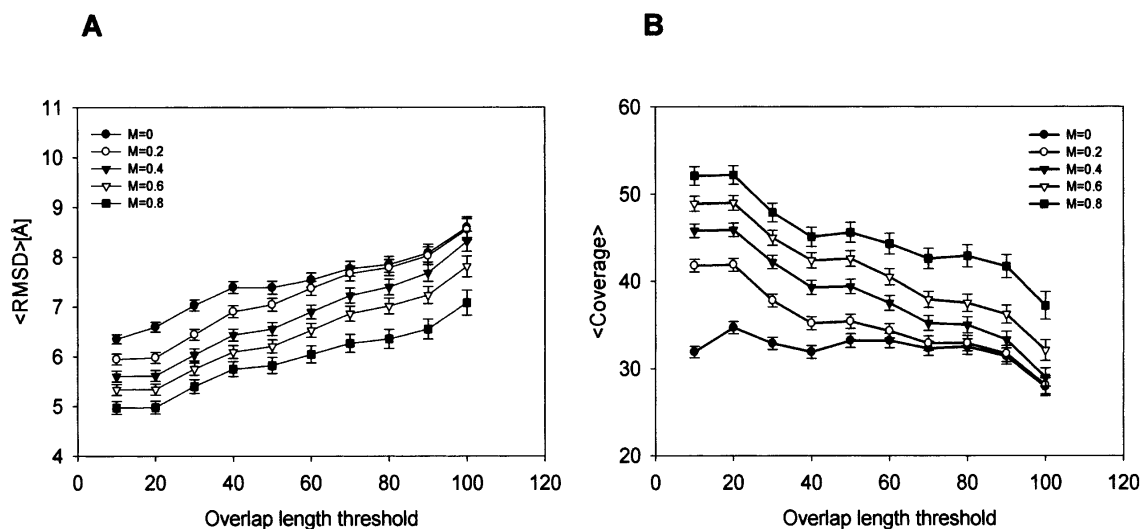 A
B
11
10
9
8
7
6
5
4
<RMSD>[Å]
M=0
M=0.2
M=0.4
M=0.6
M=0.8
0 20 40 60 80 100 120
Overlap length threshold
60
50
40
30
20
<Coverage>
M=0
M=0.2
M=0.4
M=0.6
M=0.8
0 20 40 60 80 100 120
Overlap length threshold